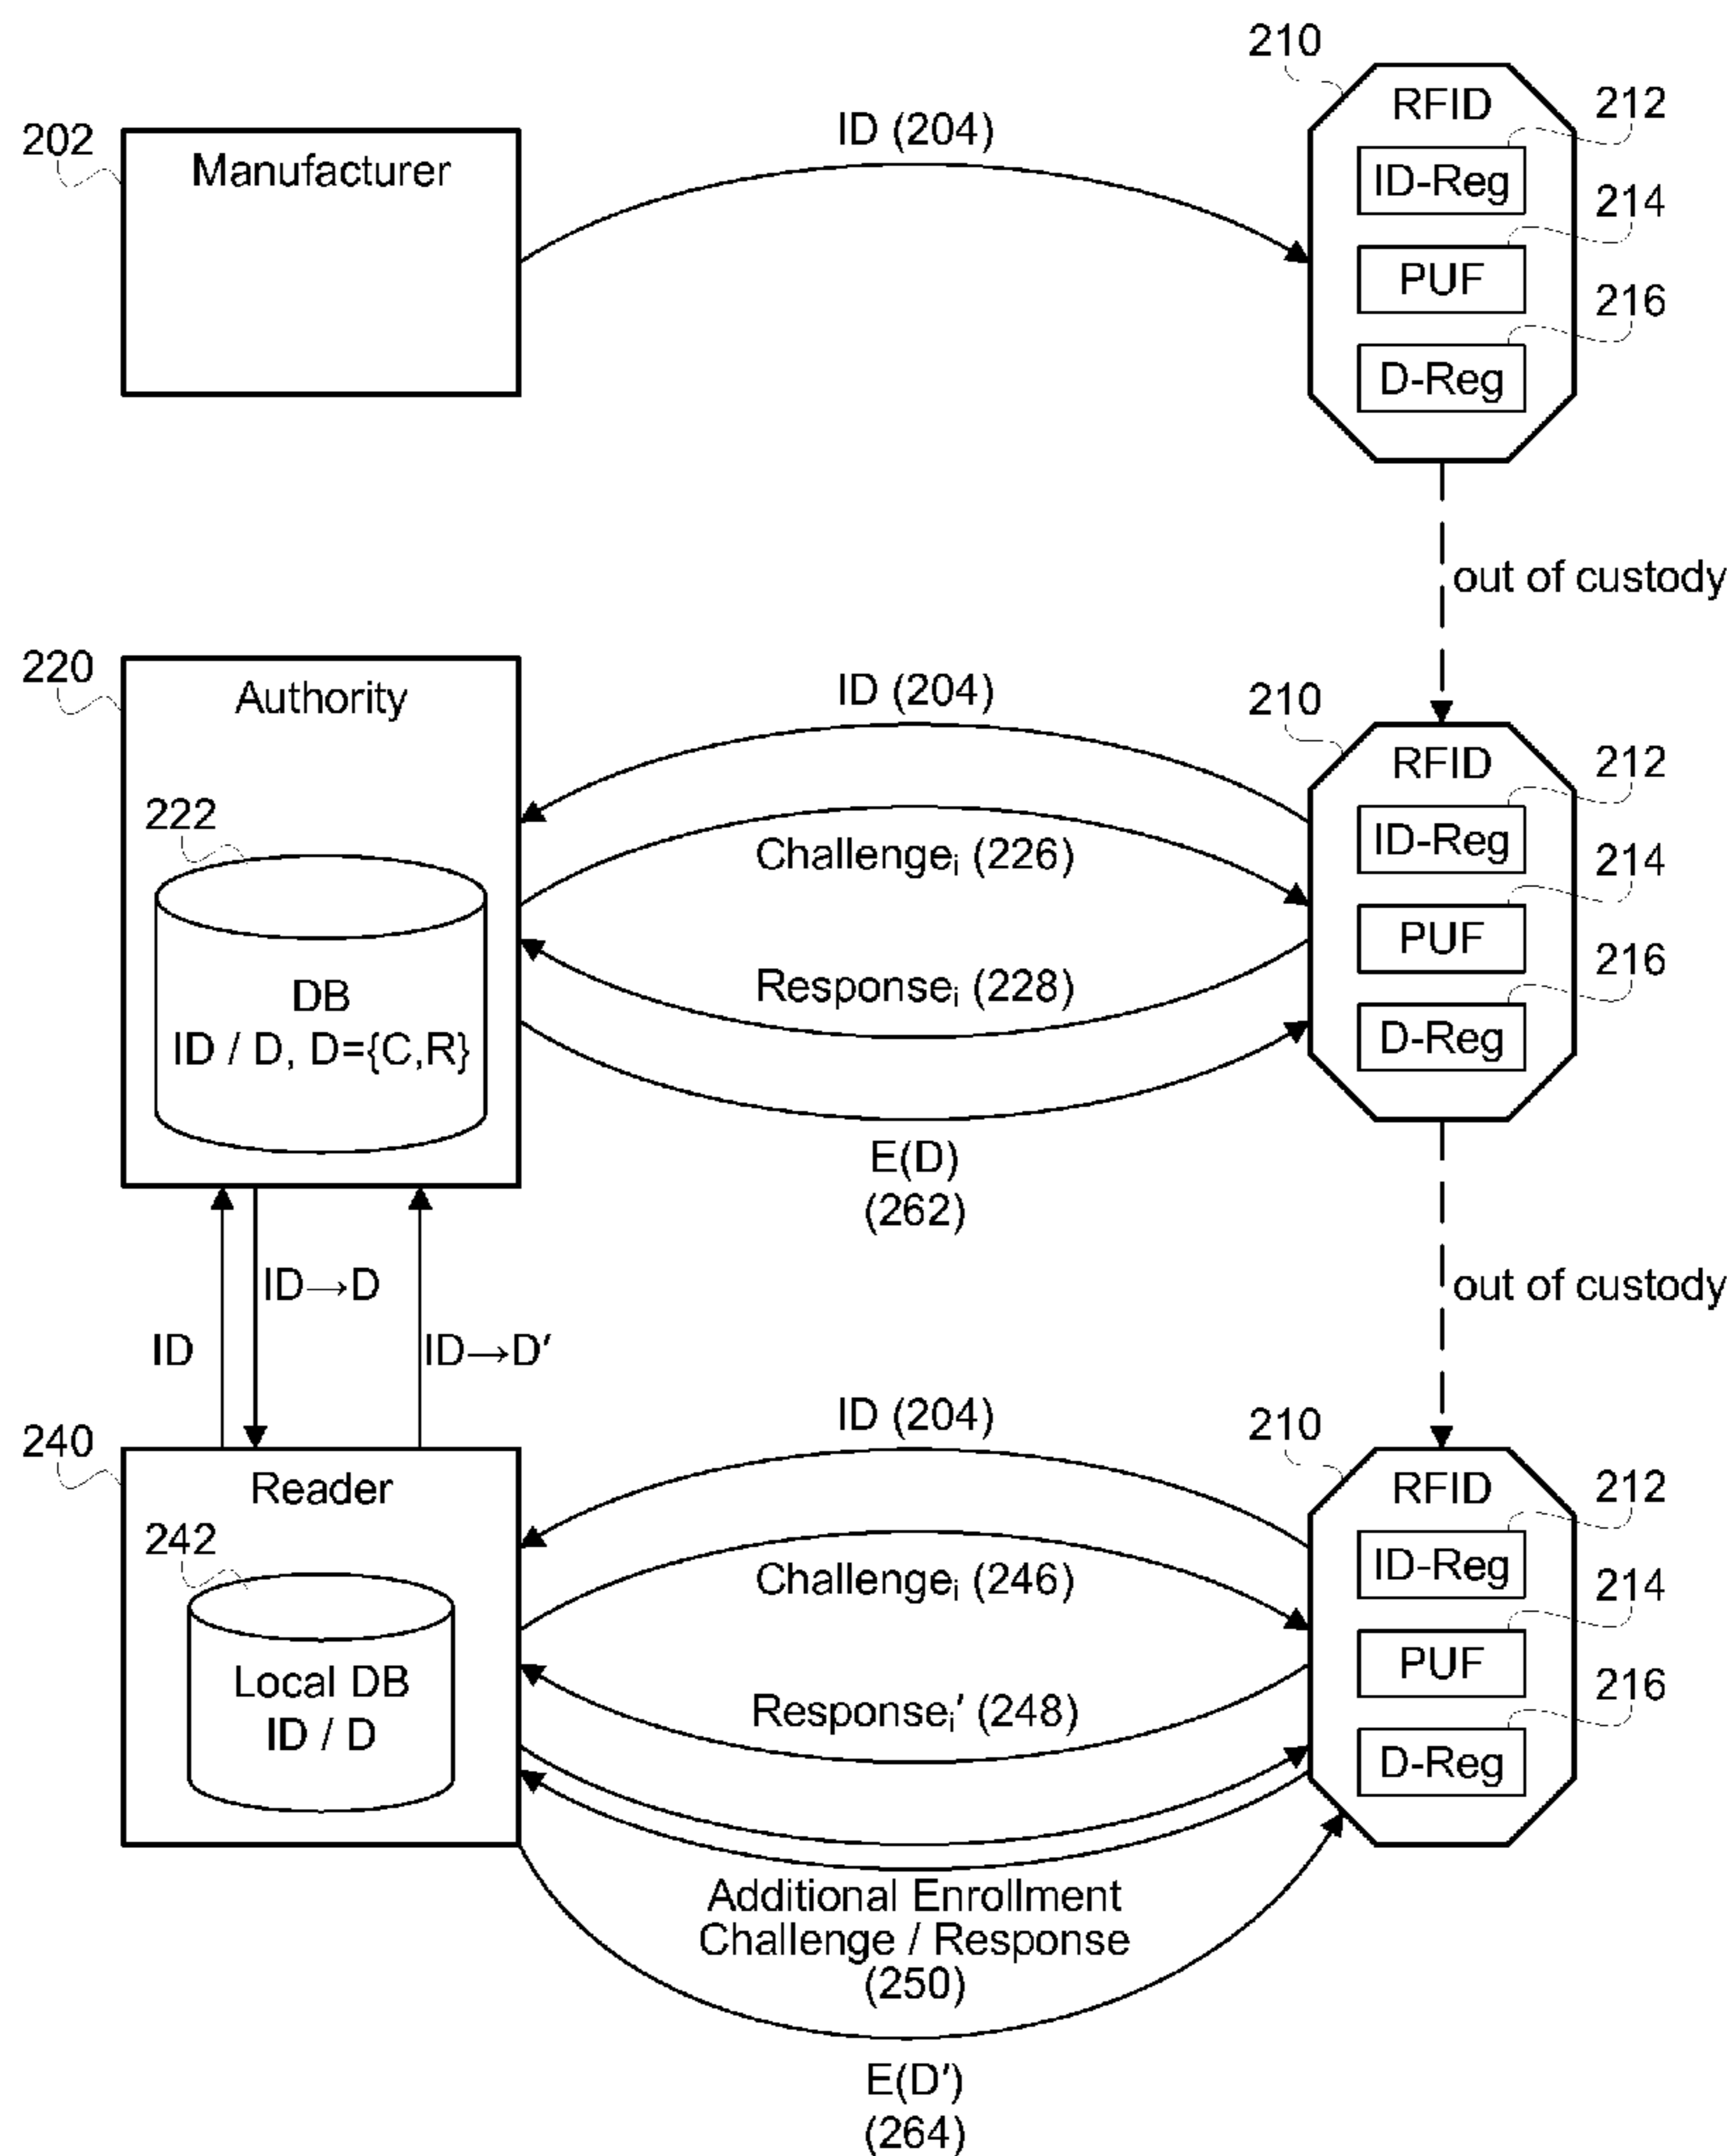 210
RFID
212
ID (204)
202
Manufacturer
ID-Reg
214
PUF
216
D-Reg
out of custody
220
Authority
ID (204)
210
RFID
212
222
Challengei (226)
ID-Reg
214
PUF
216
DB
ID / D, D={C,R}
Responsei (228)
D-Reg
E(D)
(262)
ID→D
ID
ID→D′
out of custody
240
Reader
ID (204)
210
RFID
212
242
Challengei (246)
ID-Reg
214
PUF
216
Local DB
ID / D
Responsei′ (248)
D-Reg
Additional Enrollment
Challenge / Response
(250)
E(D′)
(264)